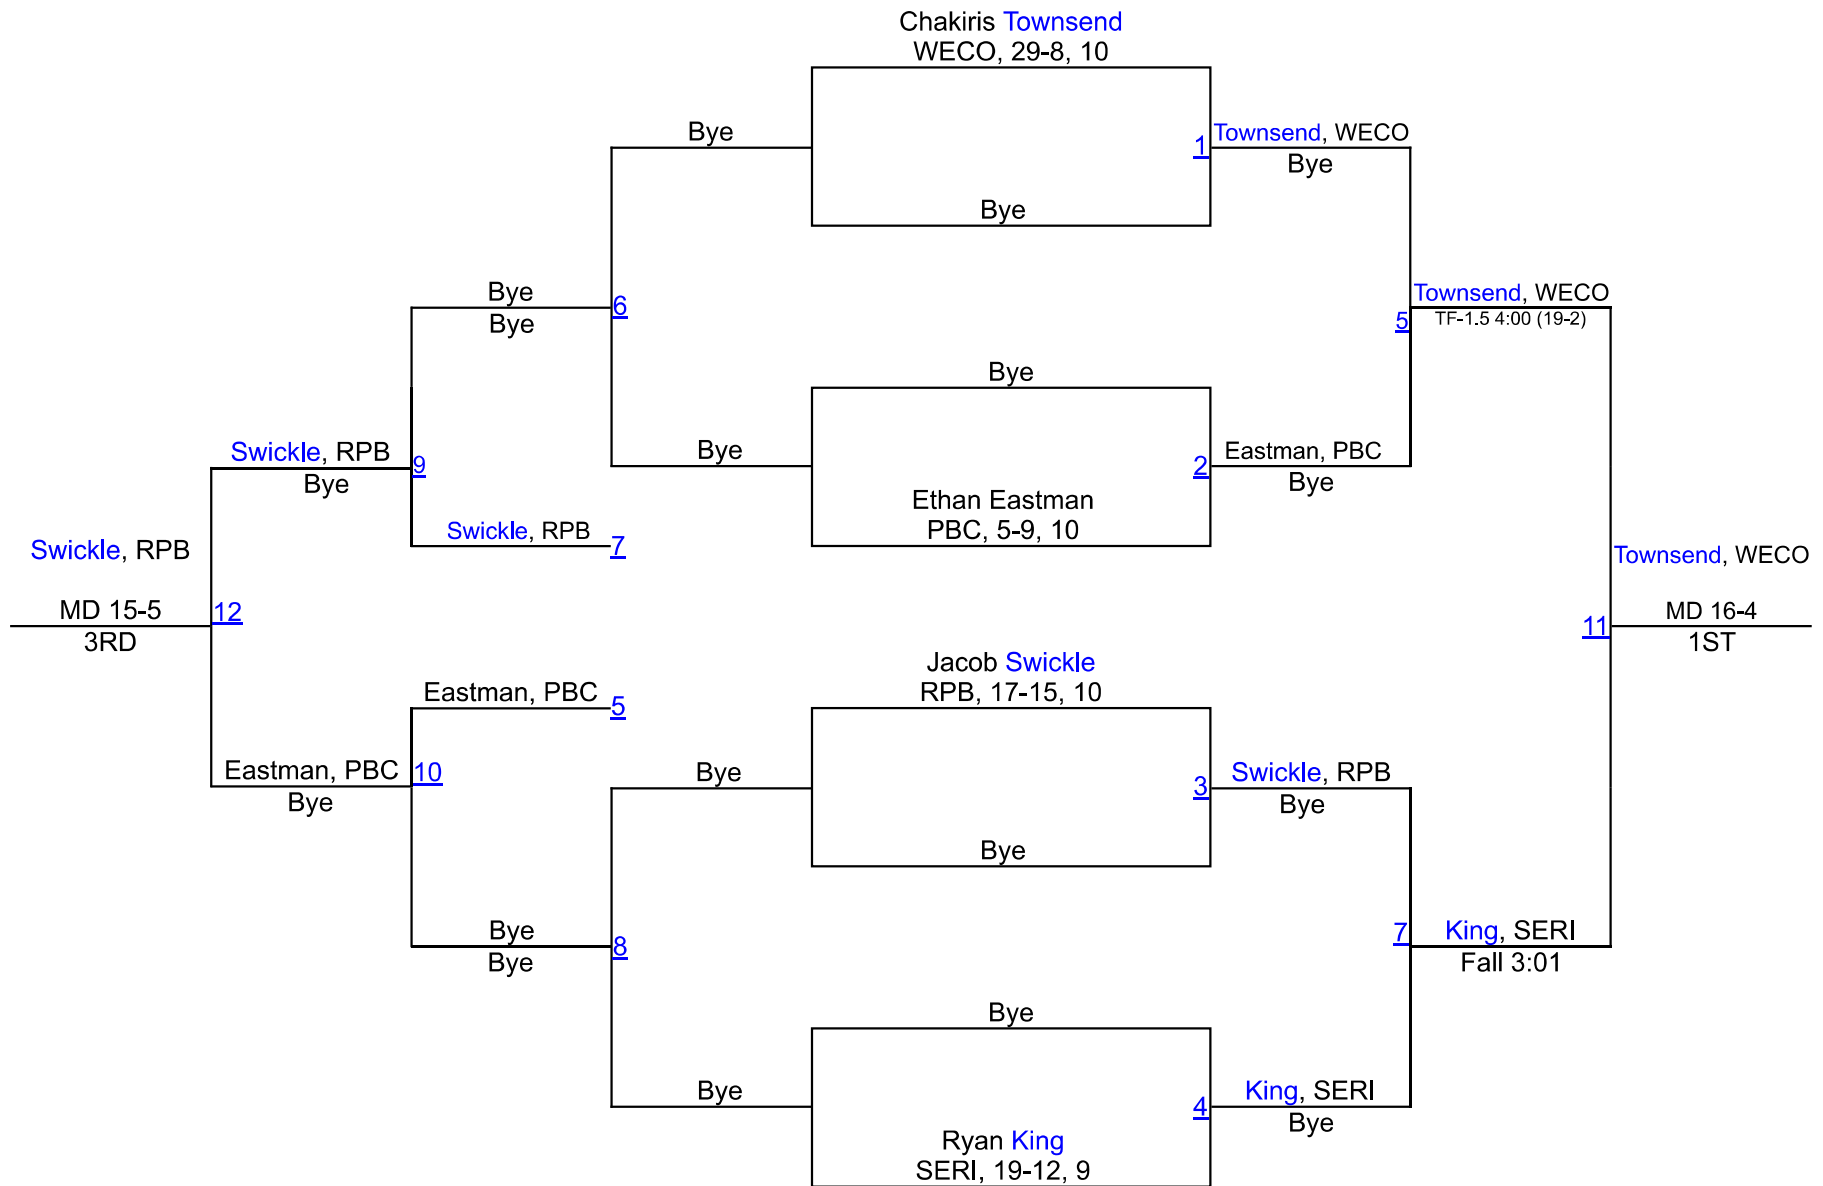 Chakiris Townsend
WECO, 29-8, 10
Bye
1
Townsend, WECO
Bye
Bye
Bye
Bye
6
Townsend, WECO
5
TF-1.5 4:00 (19-2)
Bye
Swickle, RPB
9
Bye
Bye
2
Eastman, PBC
Bye
Ethan Eastman
PBC, 5-9, 10
Swickle, RPB
7
Swickle, RPB
Townsend, WECO
MD 15-5
12
3RD
MD 16-4
11
1ST
Jacob Swickle
RPB, 17-15, 10
Eastman, PBC
5
Eastman, PBC
10
Bye
Bye
3
Swickle, RPB
Bye
Bye
Bye
8
Bye
7
King, SERI
Fall 3:01
Bye
Bye
4
King, SERI
Bye
Ryan King
SERI, 19-12, 9